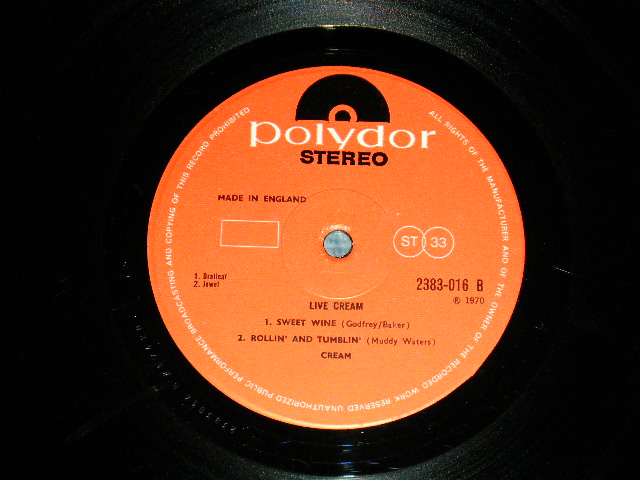 polydor
STEREO
MADE IN ENGLAND
ST 33
1. Dratleaf
2. Jewel
2383-016 B
℗ 1970
LIVE CREAM
1. SWEET WINE (Godfrey/Baker)
2. ROLLIN' AND TUMBLIN' (Muddy Waters)
CREAM
ALL RIGHTS OF THE MANUFACTURER AND OF THE OWNER OF THE RECORDED WORK RESERVED UNAUTHORIZED PUBLIC PERFORMANCE BROADCASTING AND COPYING OF THIS RECORD PROHIBITED